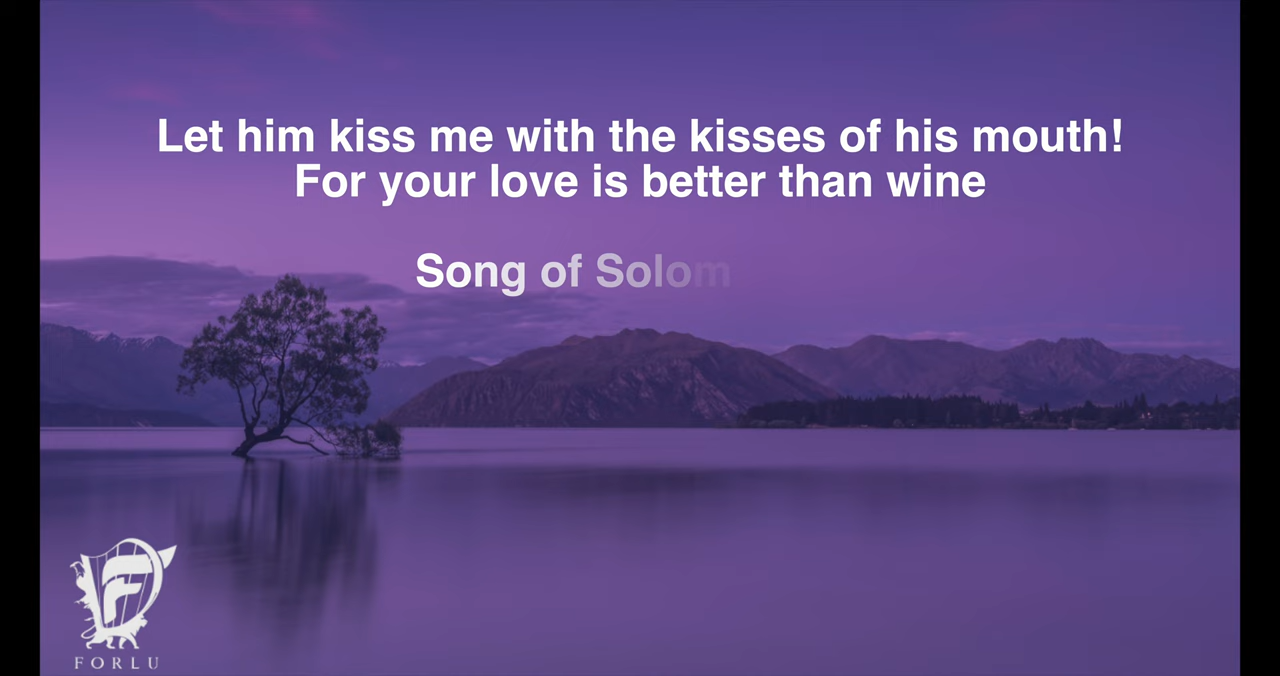 Let him kiss me with the kisses of his mouth!
For your love is better than wine
Song of Solom
FORLU